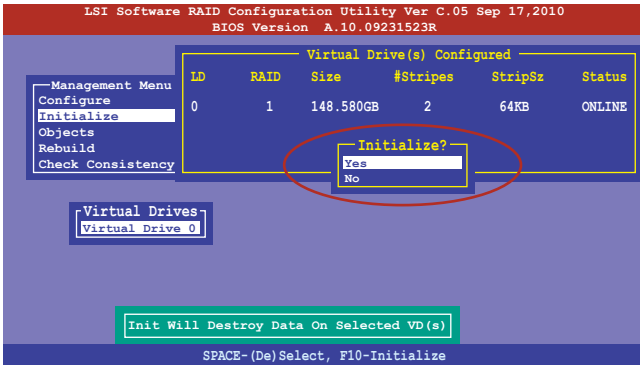 LSI Software RAID Configuration Utility Ver C.05 Sep 17,2010
BIOS Version A.10.09231523R
Virtual Drive(s) Configured
LD RAID Size #Stripes StripSz Status
0 1 148.580GB 2 64KB ONLINE
Management Menu
Configure
Initialize
Objects
Rebuild
Check Consistency
Initialize?
Yes
No
Virtual Drives
Virtual Drive 0
Init Will Destroy Data On Selected VD(s)
SPACE-(De)Select, F10-Initialize